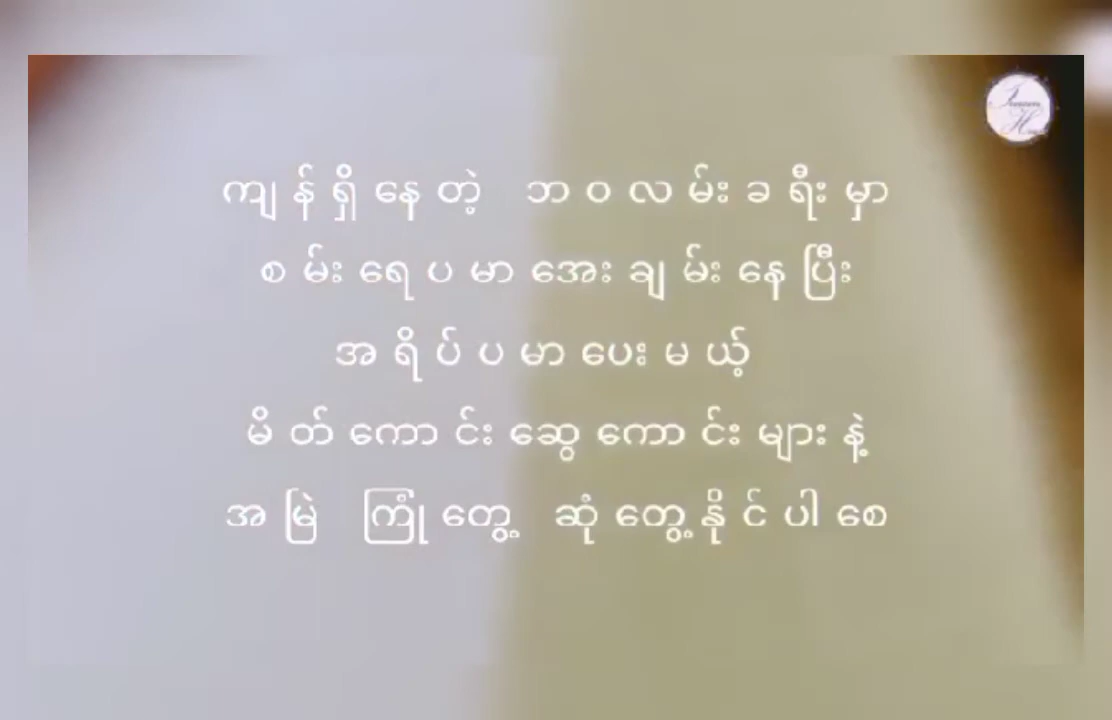 ကျန်ရှိနေတဲ့ ဘဝလမ်းခရီးမှာ
စမ်းရေပမာအေးချမ်းနေပြီး
အရိပ်ပမာပေးမယ့်
မိတ်ကောင်းဆွေကောင်းများနဲ့
အမြဲ ကြုံတွေ့ ဆုံတွေ့နိုင်ပါစေ